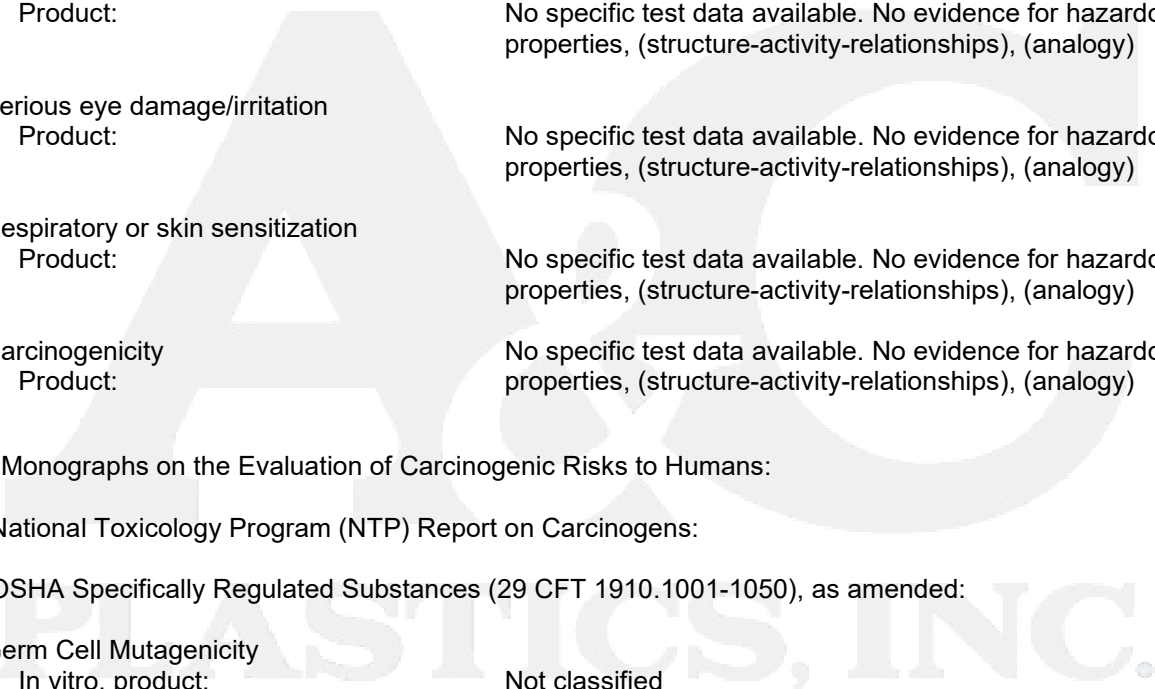 Product: No specific test data available. No evidence for hazardo
properties, (structure-activity-relationships), (analogy)
erious eye damage/irritation
Product: No specific test data available. No evidence for hazardo
properties, (structure-activity-relationships), (analogy)
espiratory or skin sensitization
Product: No specific test data available. No evidence for hazardo
properties, (structure-activity-relationships), (analogy)
arcinogenicity No specific test data available. No evidence for hazardo
Product: properties, (structure-activity-relationships), (analogy)
Monographs on the Evaluation of Carcinogenic Risks to Humans:
National Toxicology Program (NTP) Report on Carcinogens:
OSHA Specifically Regulated Substances (29 CFT 1910.1001-1050), as amended:
erm Cell Mutagenicity
In vitro, product: Not classified
A&C
PLASTICS, INC.